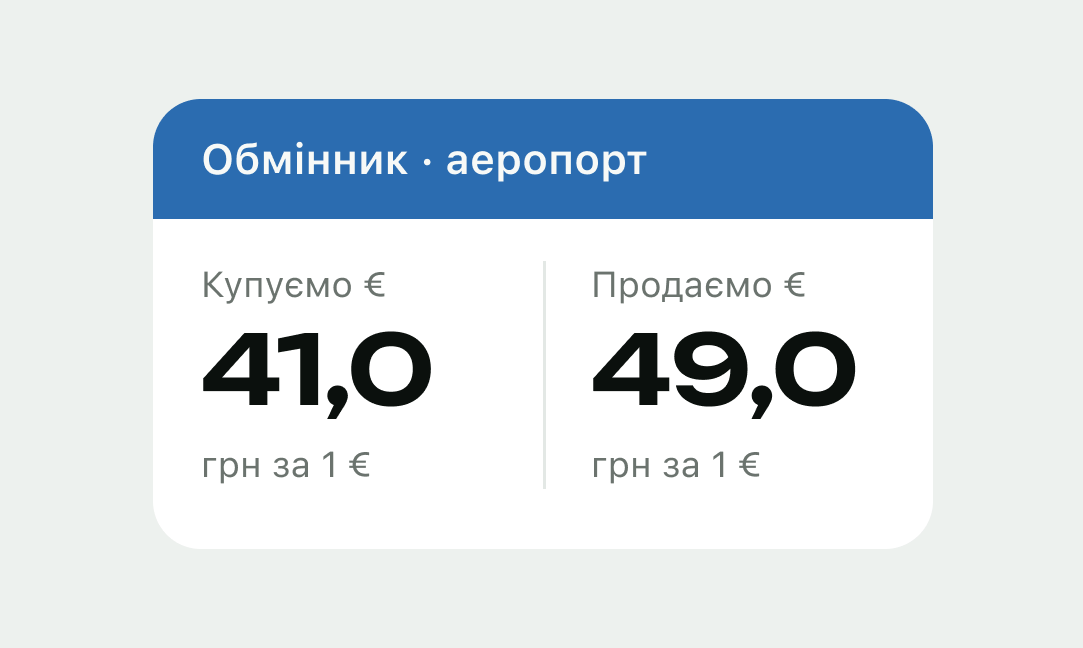 Обмінник · аеропорт
Купуємо €
41,0
грн за 1 €
Продаємо €
49,0
грн за 1 €